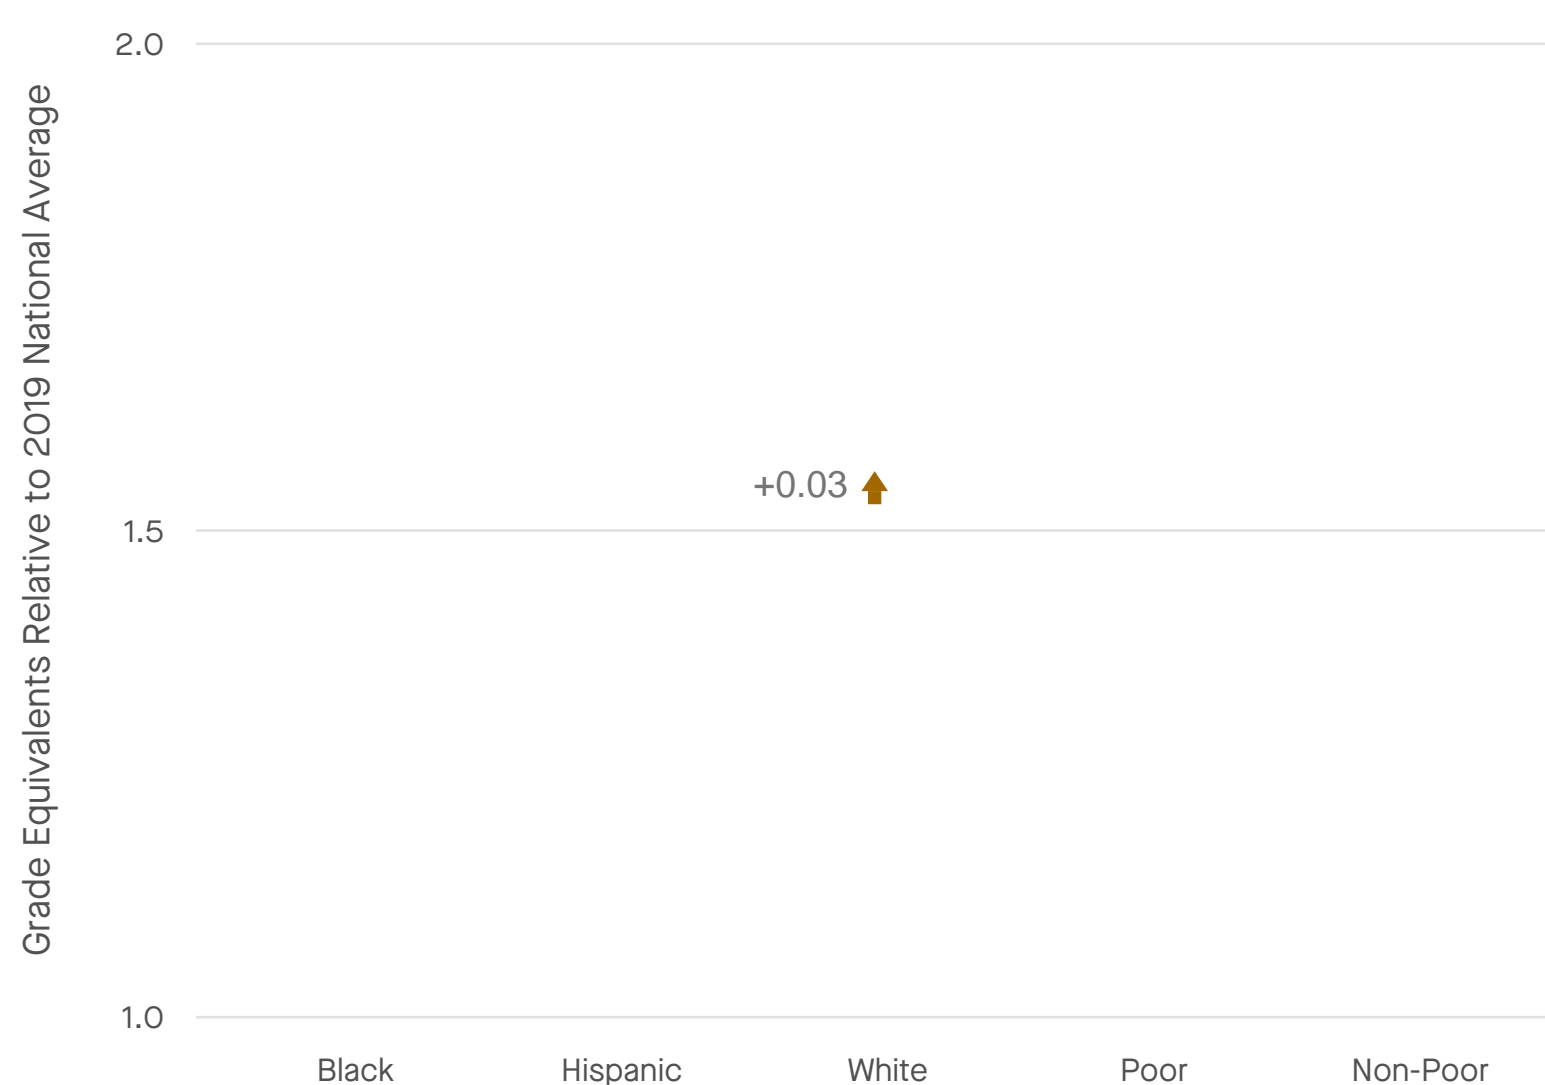 Grade Equivalents Relative to 2019 National Average
2.0
+0.03
1.5
1.0
Black Hispanic White Poor Non-Poor